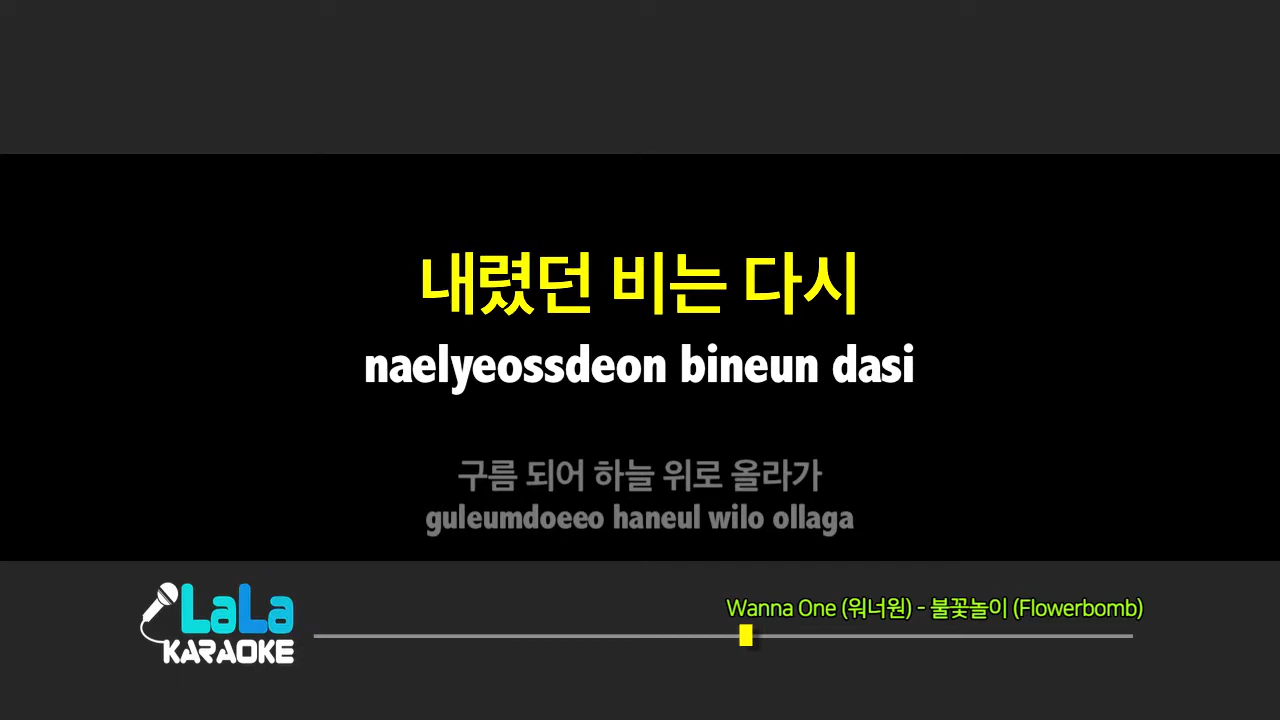 내렸던 비는 다시
naelyeossdeon bineun dasi
구름 되어 하늘 위로 올라가
guleumdoeeo haneul wilo ollaga
LaLa
KARAOKE
Wanna One (워너원) - 불꽃놀이 (Flowerbomb)